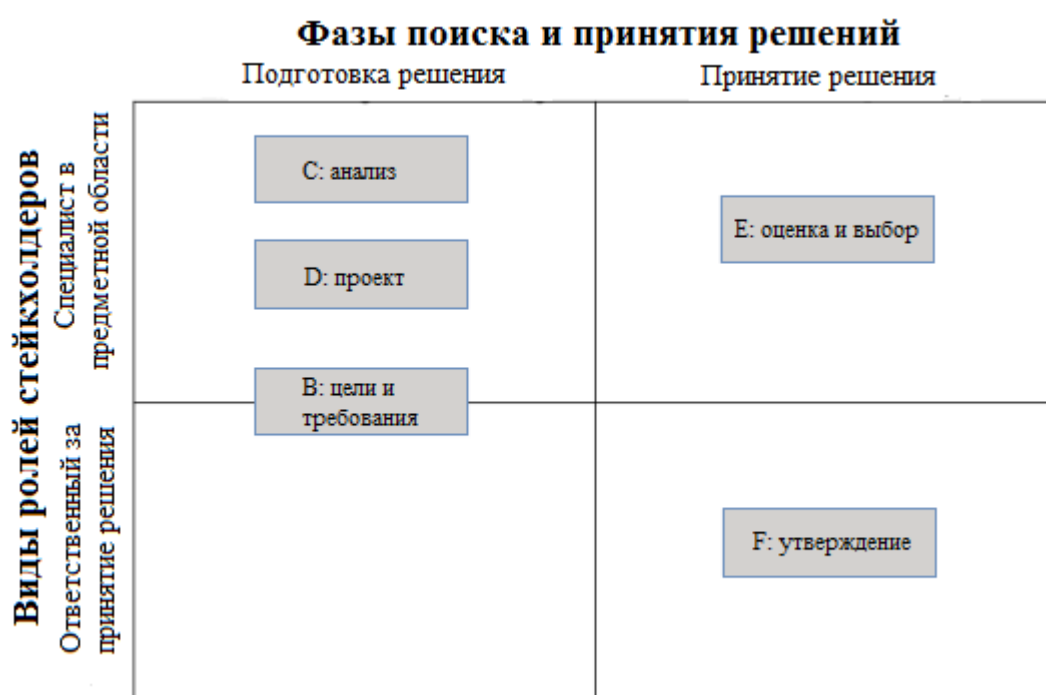 Фазы поиска и принятия решений
Подготовка решения
Принятие решения
Виды ролей стейкхолдеров
Специалист в
предметной области
C: анализ
D: проект
E: оценка и выбор
B: цели и
требования
Ответственный за
принятие решения
F: утверждение